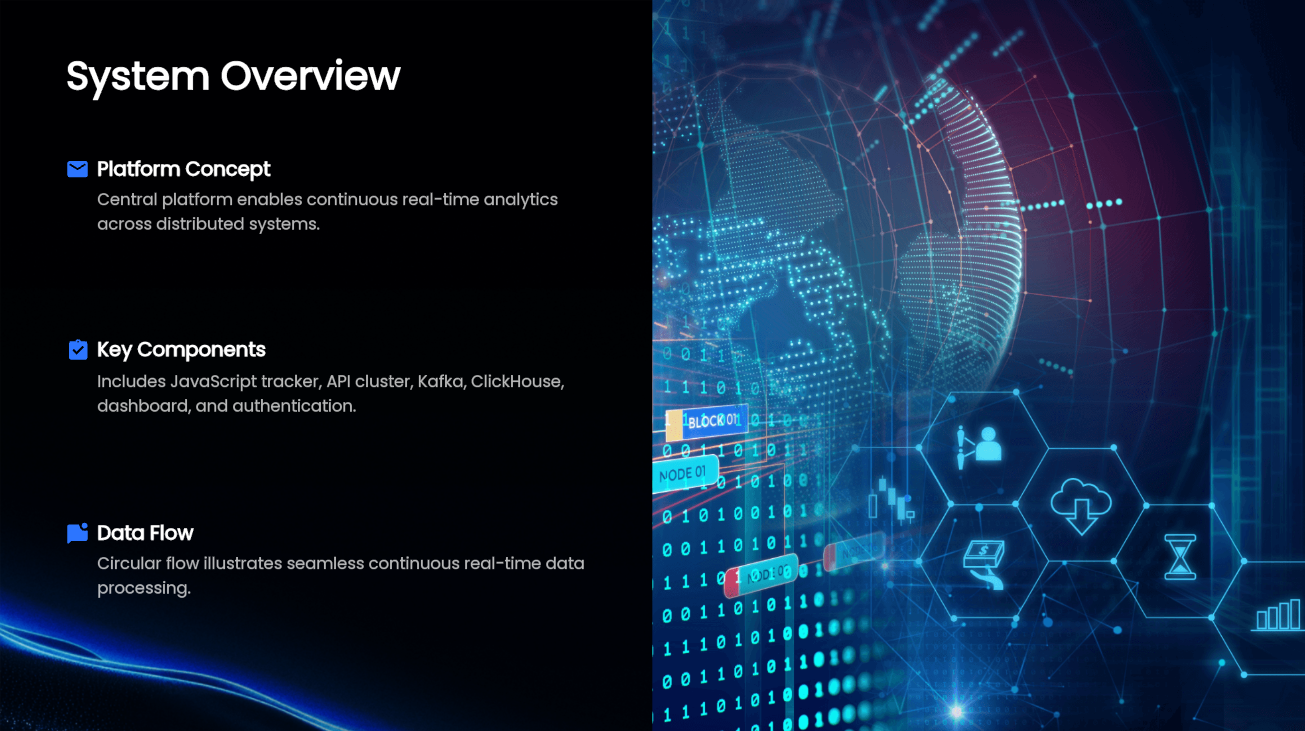 System Overview
Platform Concept
Central platform enables continuous real-time analytics
across distributed systems.
Key Components
Includes JavaScript tracker, API cluster, Kafka, ClickHouse,
dashboard, and authentication.
Data Flow
Circular flow illustrates seamless continuous real-time data
processing.
BLOCK 01
NODE 01